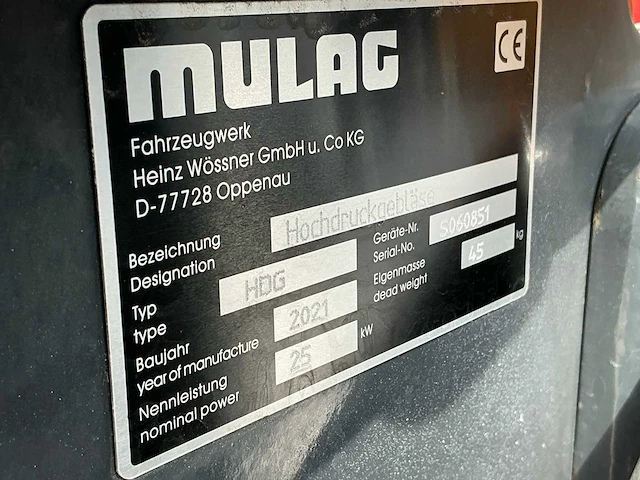 MULAG
CE
Fahrzeugwerk
Heinz Wössner GmbH u. Co KG
D-77728 Oppenau
Bezeichnung
Designation
Hochdruckgebläse
Typ
type
HDG
Geräte-Nr.
Serial-No.
S060851
Baujahr
year of manufacture
2021
Eigenmasse
dead weight
45 kg
Nennleistung
nominal power
25 kW